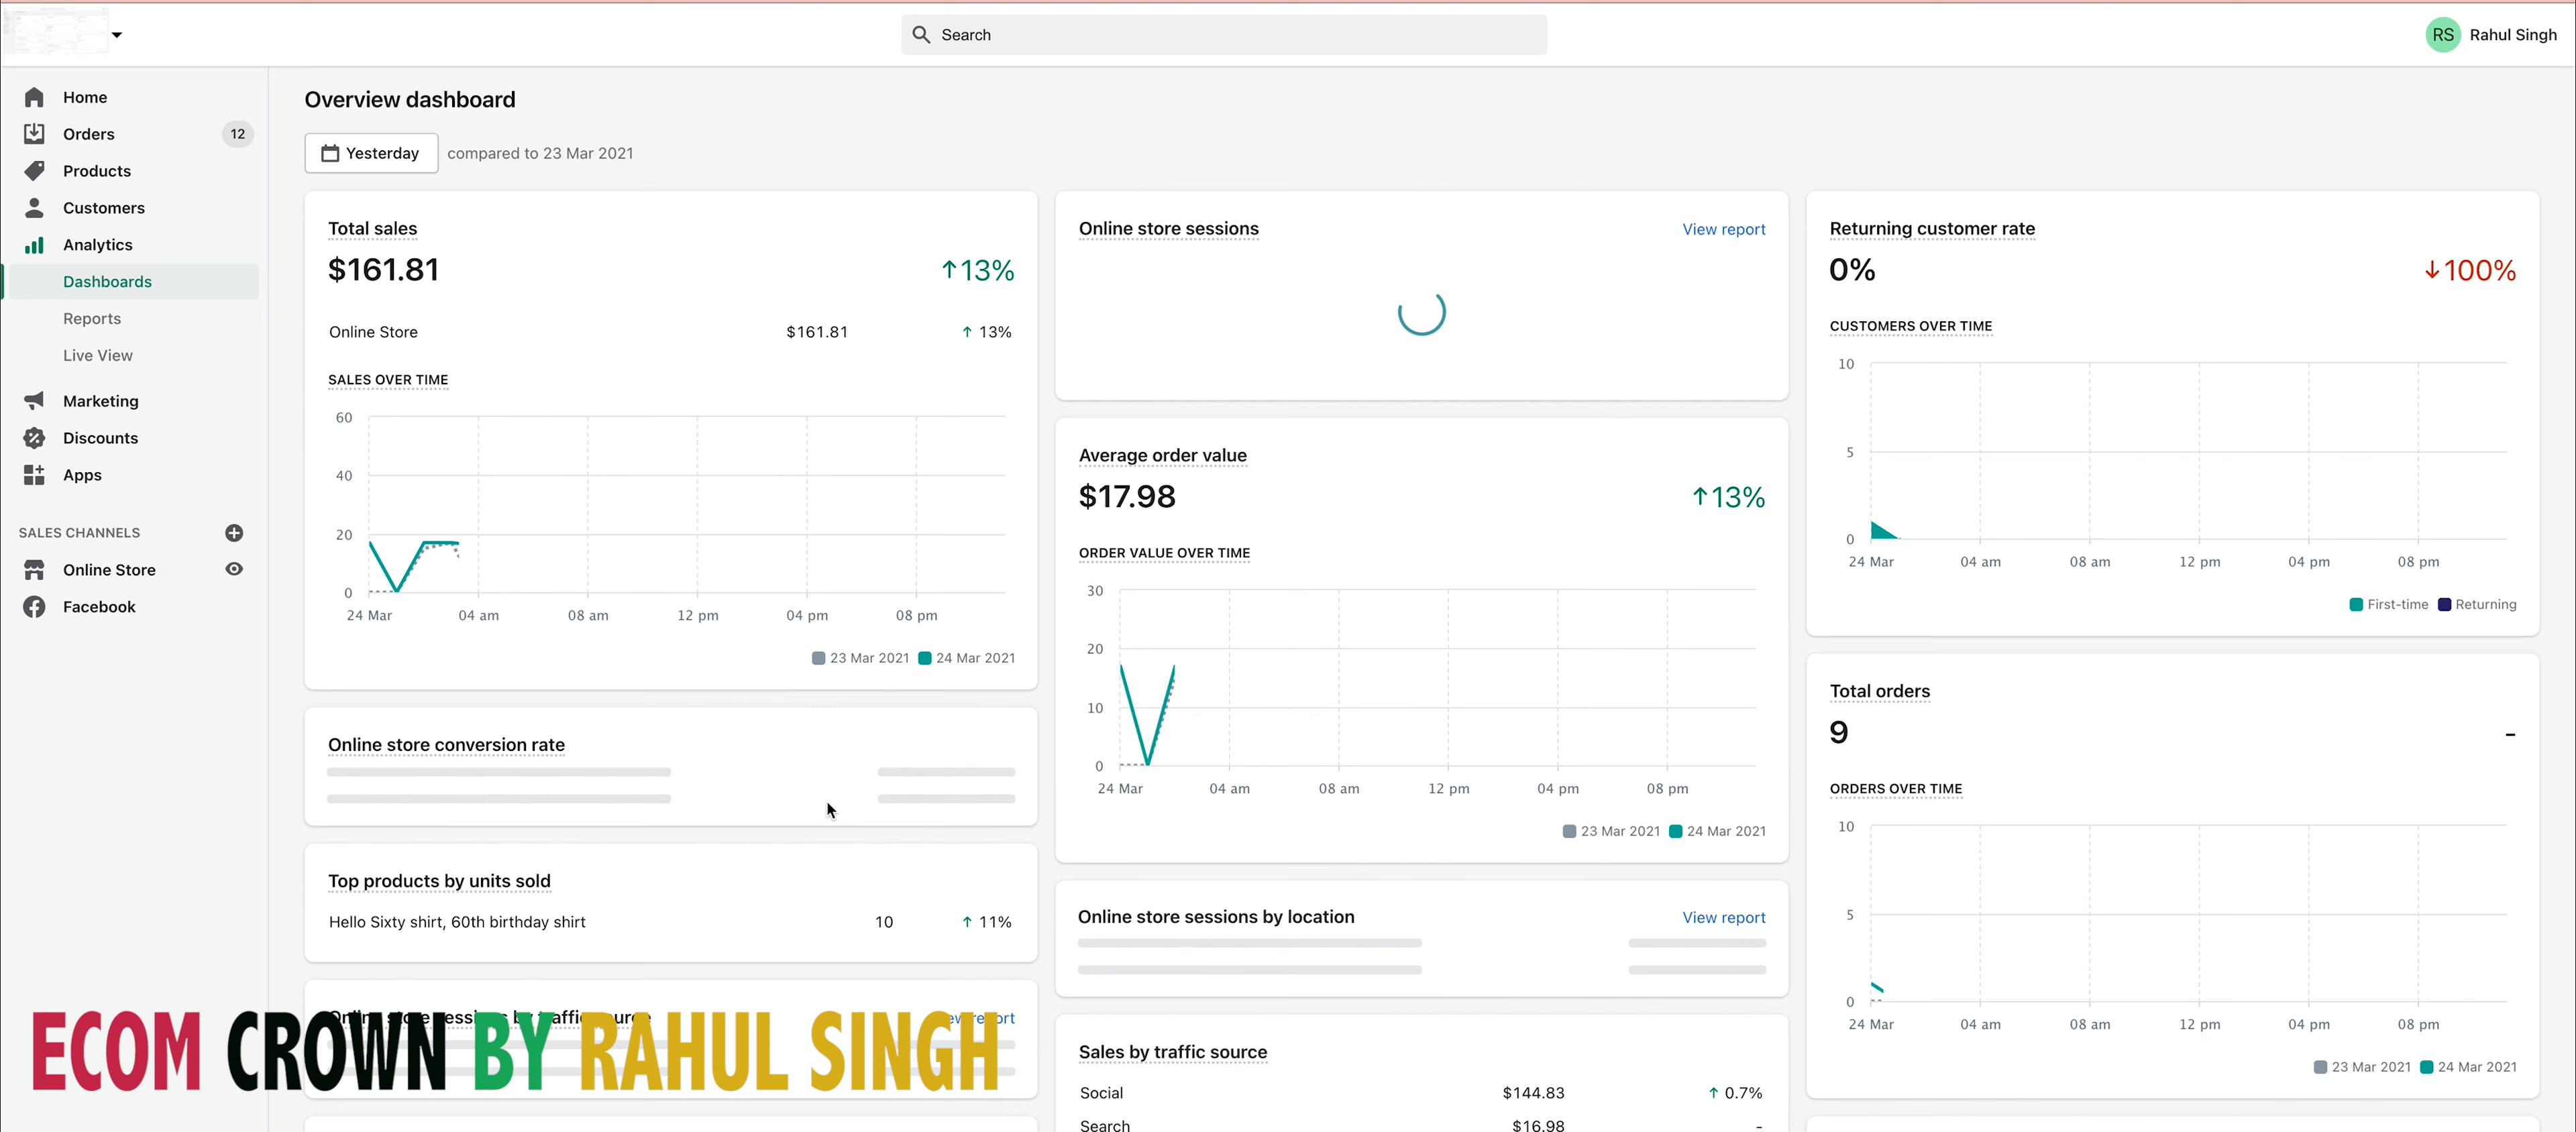 Search
RS Rahul Singh
Home
Orders 12
Products
Customers
Analytics
Dashboards
Reports
Live View
Marketing
Discounts
Apps
SALES CHANNELS
Online Store
Facebook
Overview dashboard
Yesterday compared to 23 Mar 2021
Total sales
$161.81 ↑13%
Online Store $161.81 ↑ 13%
SALES OVER TIME
60
40
20
0
24 Mar 04 am 08 am 12 pm 04 pm 08 pm
23 Mar 2021 24 Mar 2021
Online store conversion rate
Top products by units sold
Hello Sixty shirt, 60th birthday shirt 10 ↑ 11%
Online store sessions by traffic source View report
ECOM CROWN BY RAHUL SINGH
Online store sessions View report
Average order value
$17.98 ↑13%
ORDER VALUE OVER TIME
30
20
10
0
24 Mar 04 am 08 am 12 pm 04 pm 08 pm
23 Mar 2021 24 Mar 2021
Online store sessions by location View report
Sales by traffic source
Social $144.83 ↑ 0.7%
Search $16.98 -
Returning customer rate
0% ↓100%
CUSTOMERS OVER TIME
10
5
0
24 Mar 04 am 08 am 12 pm 04 pm 08 pm
First-time Returning
Total orders
9 -
ORDERS OVER TIME
10
5
0
24 Mar 04 am 08 am 12 pm 04 pm 08 pm
23 Mar 2021 24 Mar 2021